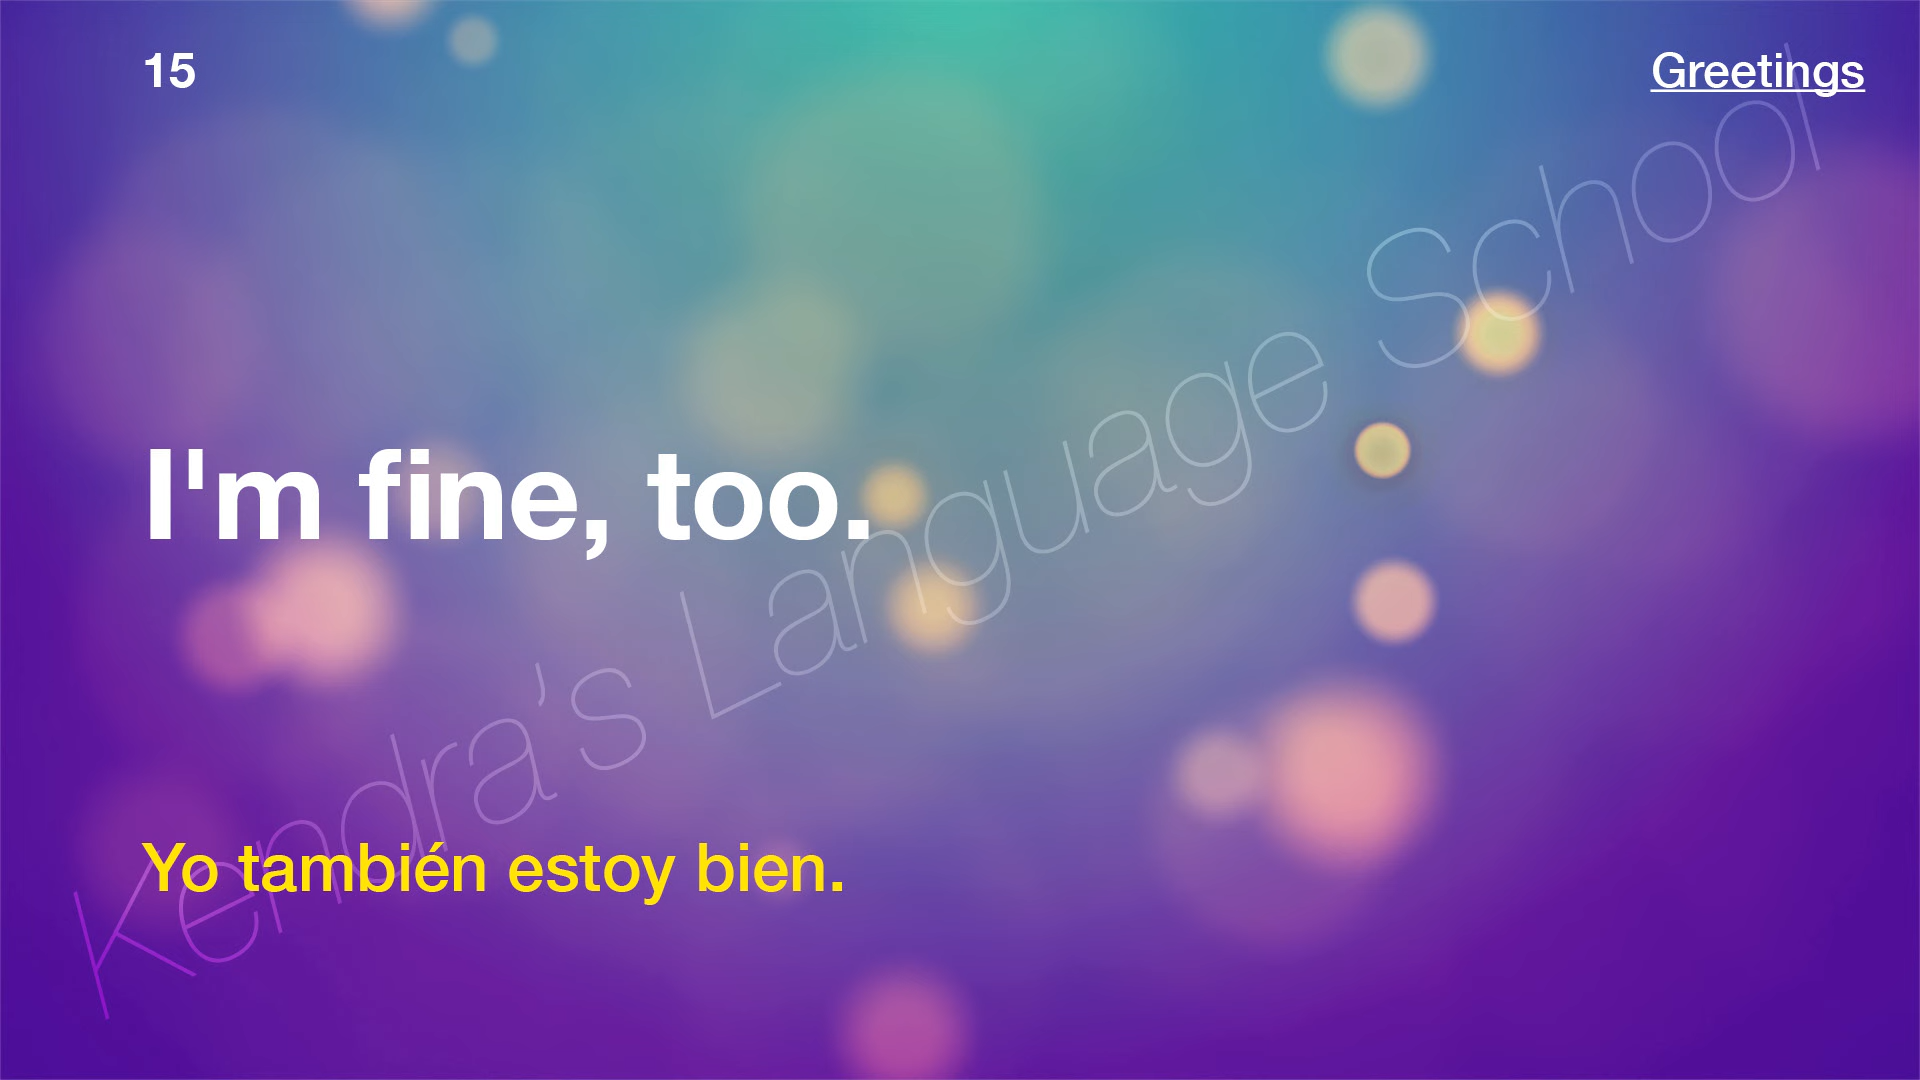 15
Greetings
I'm fine, too.
Yo también estoy bien.
Kendra’s Language School